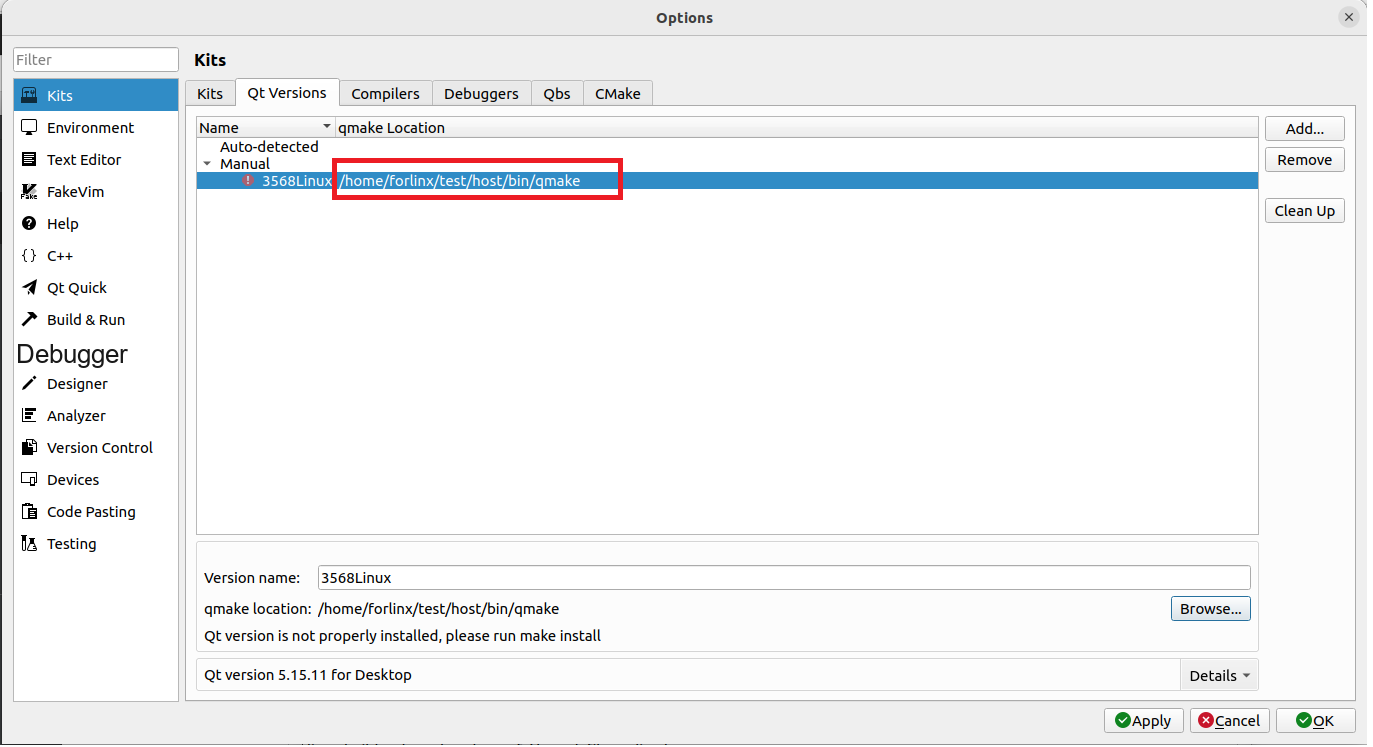 Options
Filter
Kits
Environment
Text Editor
FakeVim
Help
C++
Qt Quick
Build & Run
Debugger
Designer
Analyzer
Version Control
Devices
Code Pasting
Testing
Kits
Kits Qt Versions Compilers Debuggers Qbs CMake
Name qmake Location
Auto-detected
Manual
3568Linux /home/forlinx/test/host/bin/qmake
Add...
Remove
Clean Up
Version name: 3568Linux
qmake location: /home/forlinx/test/host/bin/qmake Browse...
Qt version is not properly installed, please run make install
Qt version 5.15.11 for Desktop Details
Apply Cancel OK